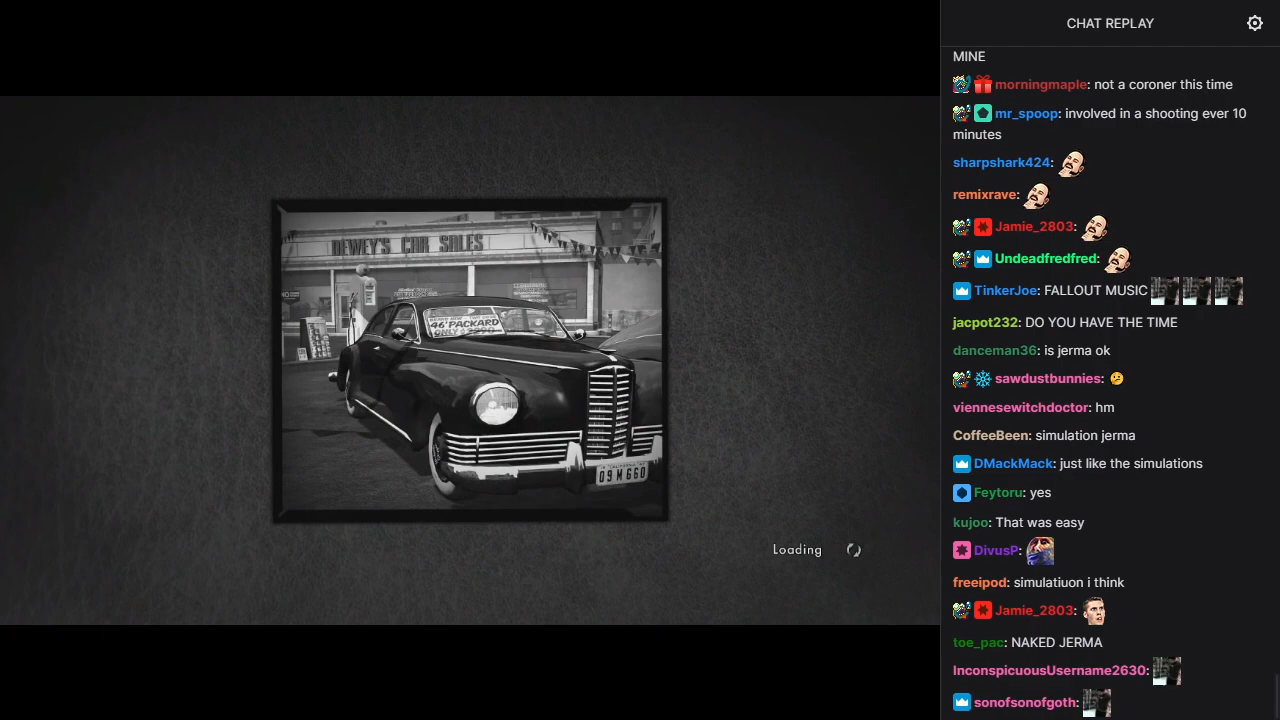 DEWEY'S CAR SALES
46' PACKARD
09 M 660
Loading
CHAT REPLAY
MINE
morningmaple: not a coroner this time
mr_spoop: involved in a shooting ever 10
minutes
sharpshark424:
remixrave:
Jamie_2803:
Undeadfredfred:
TinkerJoe: FALLOUT MUSIC
jacpot232: DO YOU HAVE THE TIME
danceman36: is jerma ok
sawdustbunnies:
viennesewitchdoctor: hm
CoffeeBeen: simulation jerma
DMackMack: just like the simulations
Feytoru: yes
kujoo: That was easy
DivusP:
freeipod: simulatiuon i think
Jamie_2803:
toe_pac: NAKED JERMA
InconspicuousUsername2630:
sonofsonofgoth: